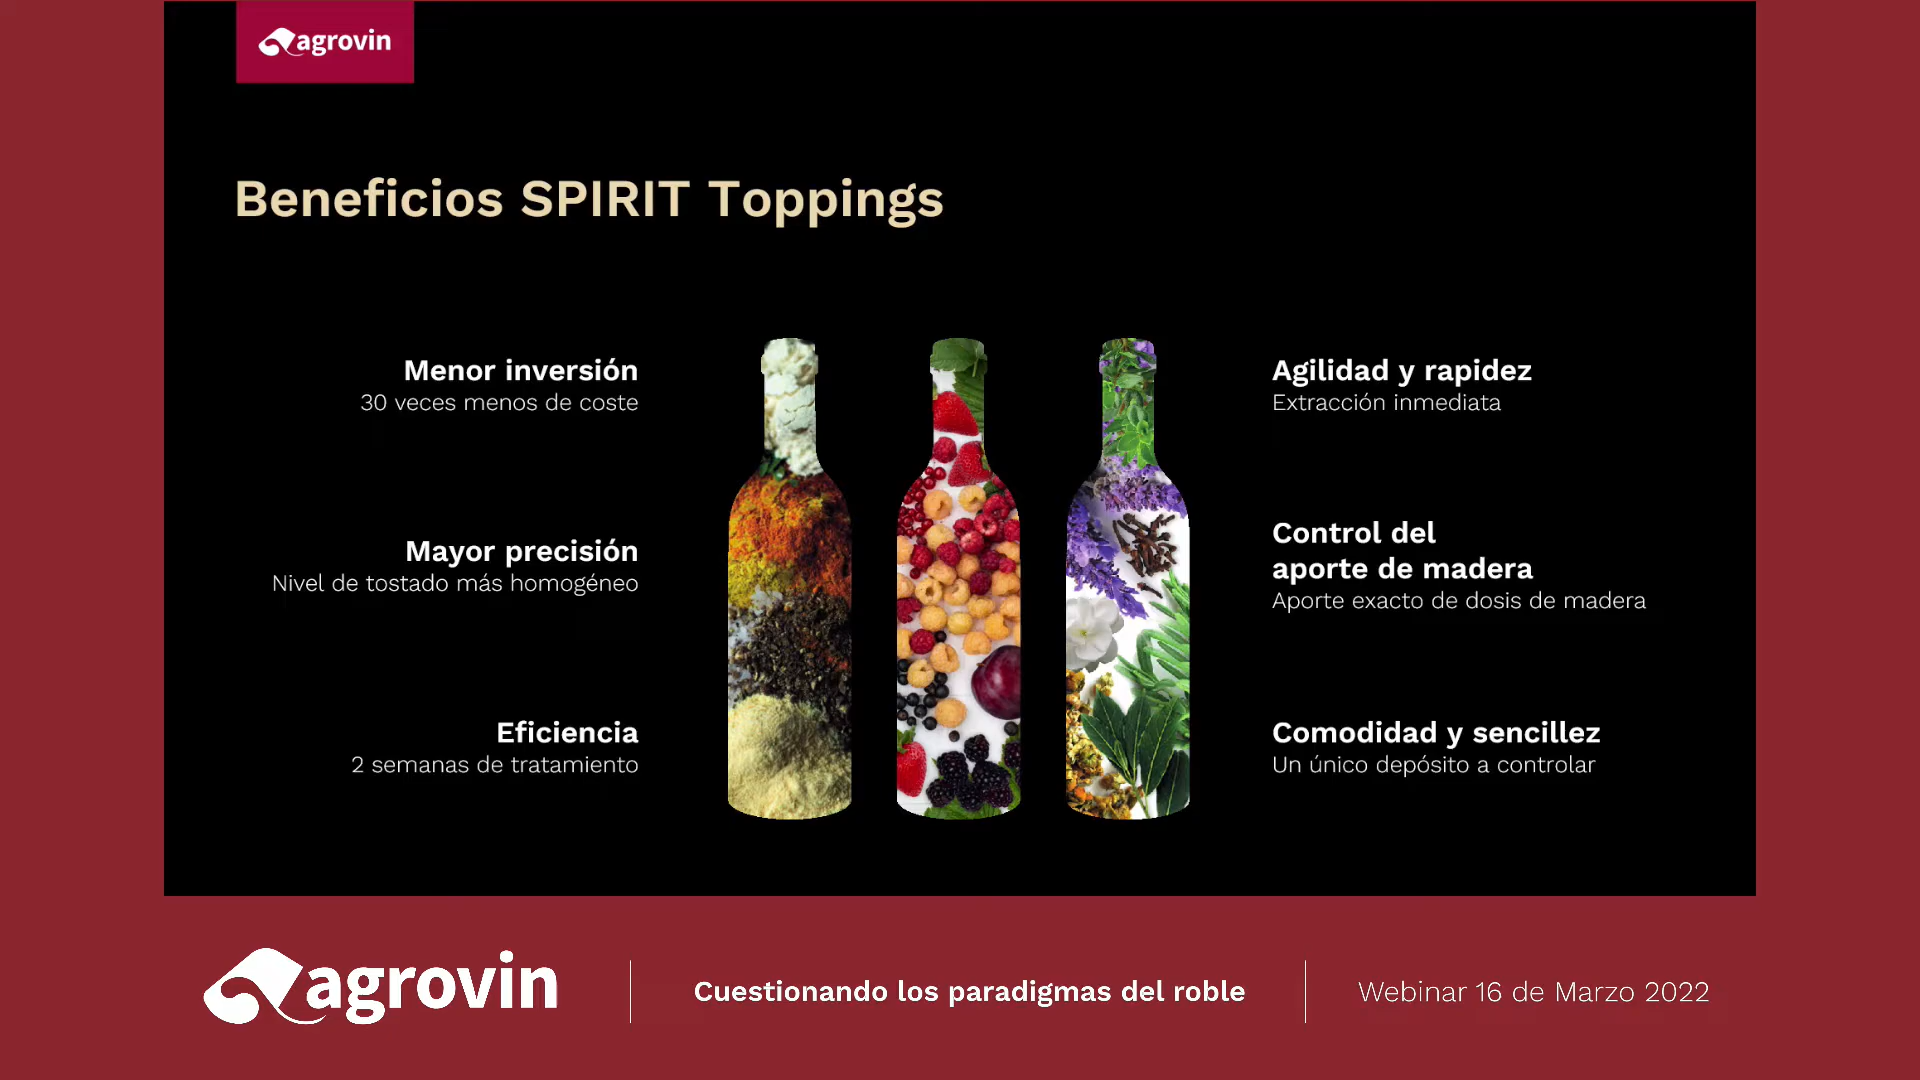 agrovin
Beneficios SPIRIT Toppings
Menor inversión
30 veces menos de coste
Mayor precisión
Nivel de tostado más homogéneo
Eficiencia
2 semanas de tratamiento
Agilidad y rapidez
Extracción inmediata
Control del
aporte de madera
Aporte exacto de dosis de madera
Comodidad y sencillez
Un único depósito a controlar
agrovin
Cuestionando los paradigmas del roble
Webinar 16 de Marzo 2022